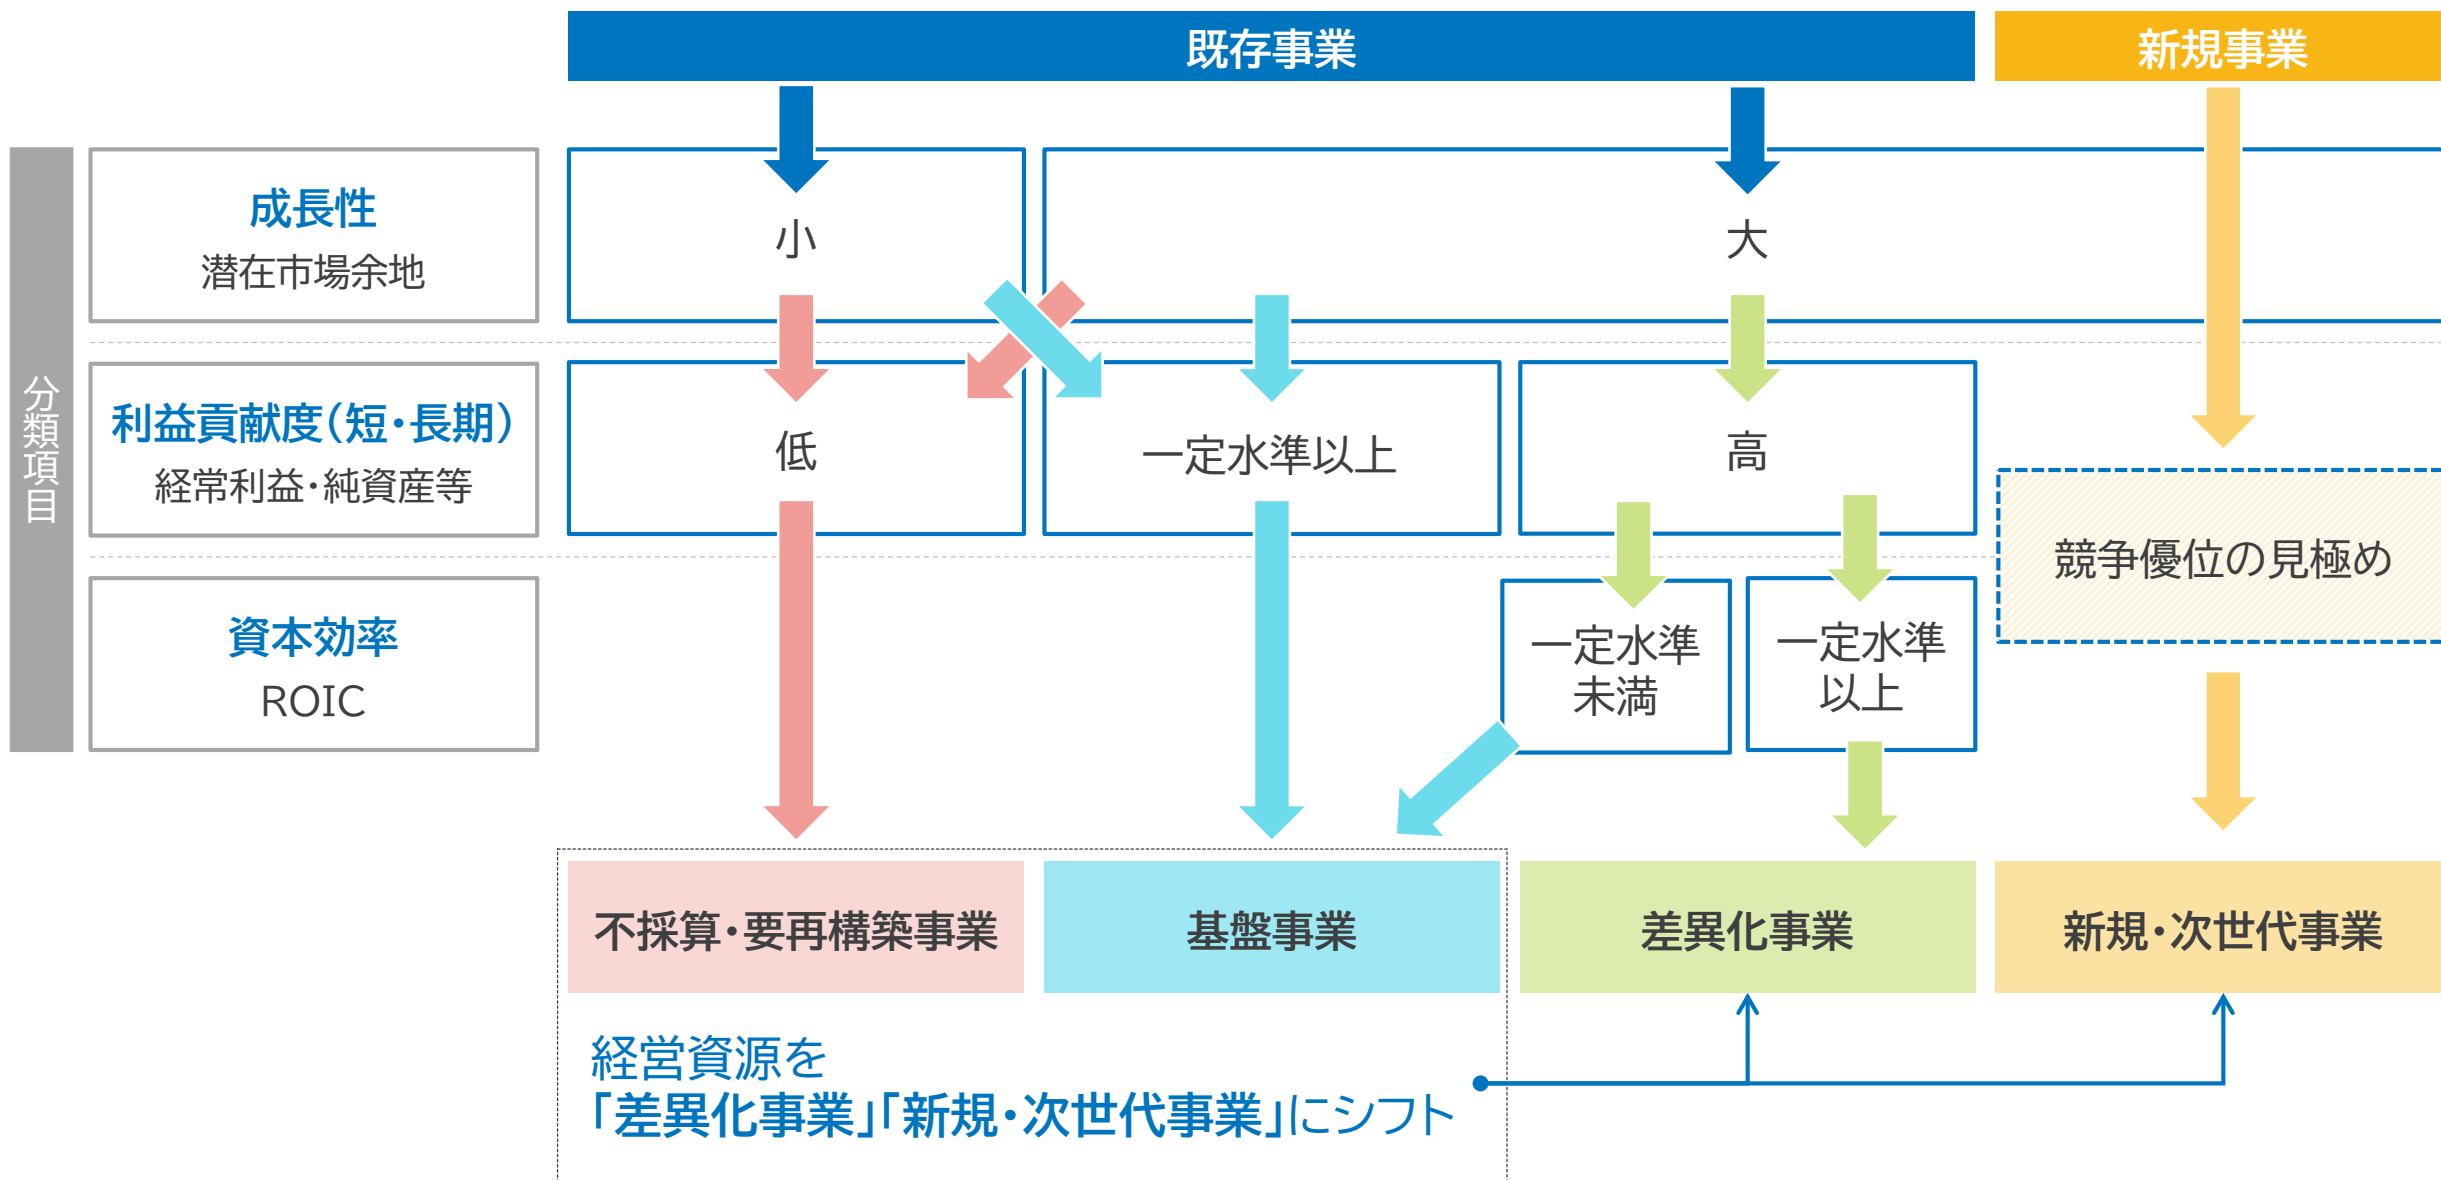 既存事業
新規事業
分類項目
成長性
潜在市場余地
小
大
利益貢献度(短・長期)
経常利益・純資産等
低
一定水準以上
高
競争優位の見極め
資本効率
ROIC
一定水準
未満
一定水準
以上
不採算・要再構築事業
基盤事業
差異化事業
新規・次世代事業
経営資源を
「差異化事業」「新規・次世代事業」にシフト